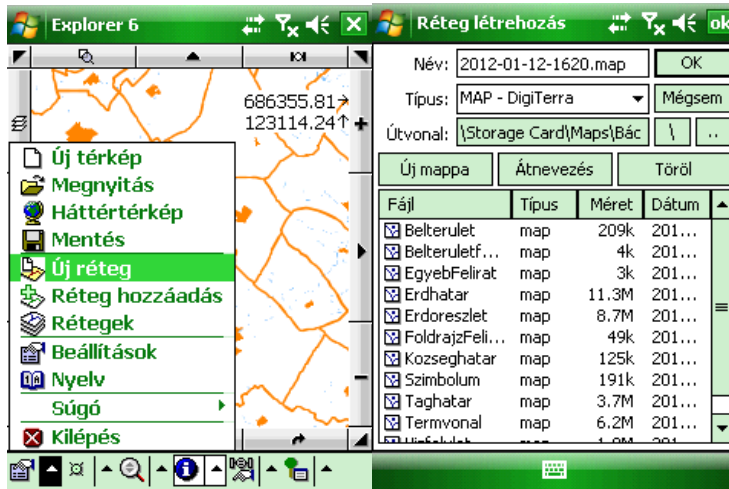 Explorer 6
686355.81
123114.24
Új térkép
Megnyitás
Háttértérkép
Mentés
Új réteg
Réteg hozzáadás
Rétegek
Beállítások
Nyelv
Súgó
Kilépés
Réteg létrehozás ok
Név: 2012-01-12-1620.map OK
Típus: MAP - DigiTerra Mégsem
Útvonal: \Storage Card\Maps\Bác \ ..
Új mappa Átnevezés Töröl
Fájl Típus Méret Dátum
Belterulet map 209k 201...
Beleruletf... map 4k 201...
EgyebFelirat map 3k 201...
Erdhatar map 11.3M 201...
Erdoreszlet map 8.7M 201...
FoldrajzFeli... map 49k 201...
Kozseghatar map 125k 201...
Szimbolum map 191k 201...
Taghatar map 3.7M 201...
Termvonal map 6.2M 201...